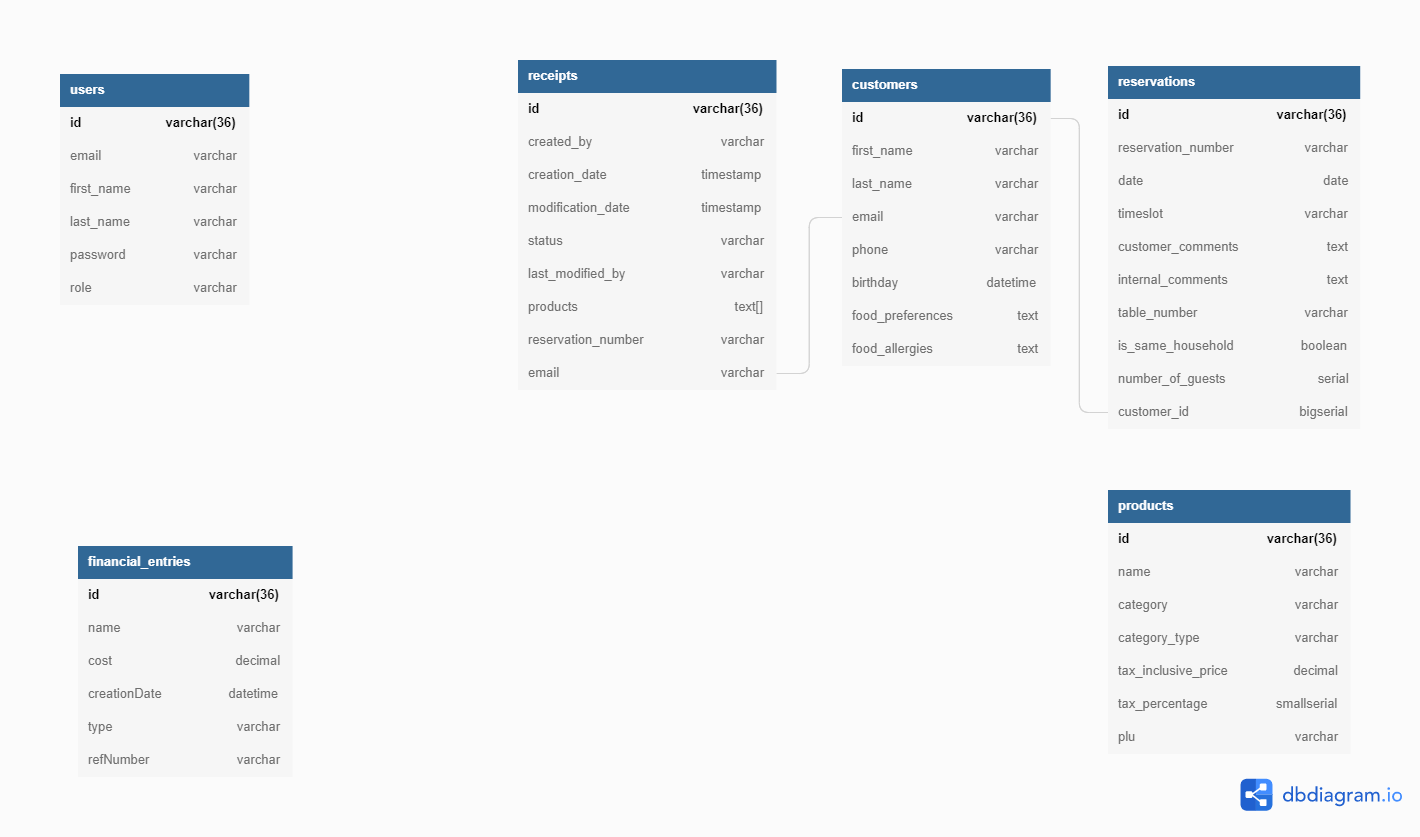 users
id varchar(36)
email varchar
first_name varchar
last_name varchar
password varchar
role varchar
receipts
id varchar(36)
created_by varchar
creation_date timestamp
modification_date timestamp
status varchar
last_modified_by varchar
products text[]
reservation_number varchar
email varchar
customers
id varchar(36)
first_name varchar
last_name varchar
email varchar
phone varchar
birthday datetime
food_preferences text
food_allergies text
reservations
id varchar(36)
reservation_number varchar
date date
timeslot varchar
customer_comments text
internal_comments text
table_number varchar
is_same_household boolean
number_of_guests serial
customer_id bigserial
financial_entries
id varchar(36)
name varchar
cost decimal
creationDate datetime
type varchar
refNumber varchar
products
id varchar(36)
name varchar
category varchar
category_type varchar
tax_inclusive_price decimal
tax_percentage smallserial
plu varchar
dbdiagram.io